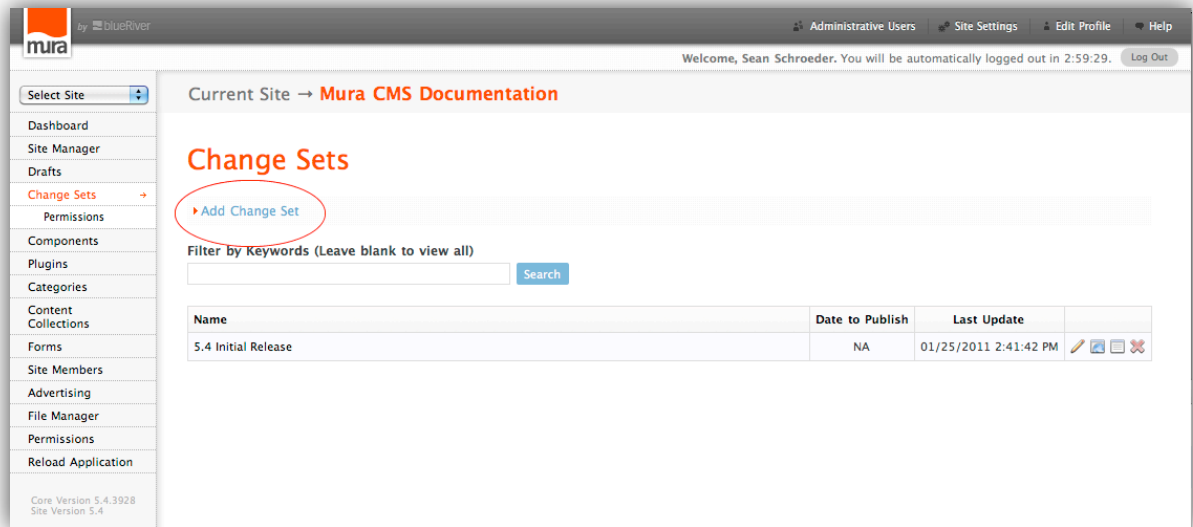 mura
by blueRiver
Administrative Users
Site Settings
Edit Profile
Help
Welcome, Sean Schroeder. You will be automatically logged out in 2:59:29.
Log Out
Select Site
Current Site → Mura CMS Documentation
Dashboard
Site Manager
Drafts
Change Sets →
Permissions
Components
Plugins
Categories
Content
Collections
Forms
Site Members
Advertising
File Manager
Permissions
Reload Application
Core Version 5.4.3928
Site Version 5.4
Change Sets
Add Change Set
Filter by Keywords (Leave blank to view all)
Search
Name Date to Publish Last Update
5.4 Initial Release NA 01/25/2011 2:41:42 PM